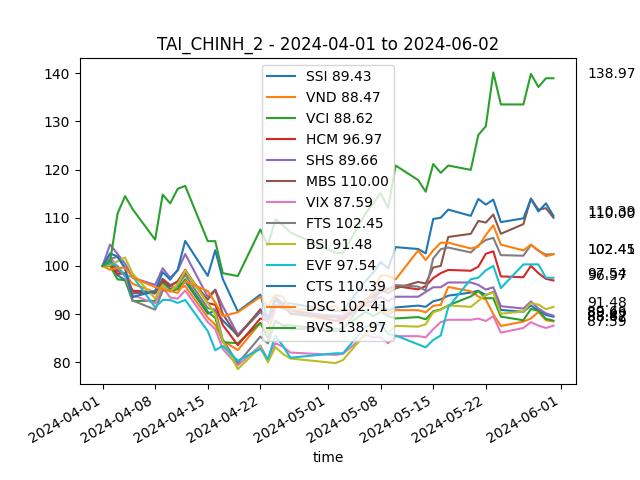 TAI_CHINH_2 - 2024-04-01 to 2024-06-02
140
130
120
110
100
90
80
SSI 89.43
VND 88.47
VCI 88.62
HCM 96.97
SHS 89.66
MBS 110.00
VIX 87.59
FTS 102.45
BSI 91.48
EVF 97.54
CTS 110.39
DSC 102.41
BVS 138.97
138.97
110.39
110.00
102.45
97.54
96.97
91.48
87.59
2024-04-01
2024-04-08
2024-04-15
2024-04-22
2024-05-01
2024-05-08
2024-05-15
2024-05-22
2024-06-01
time